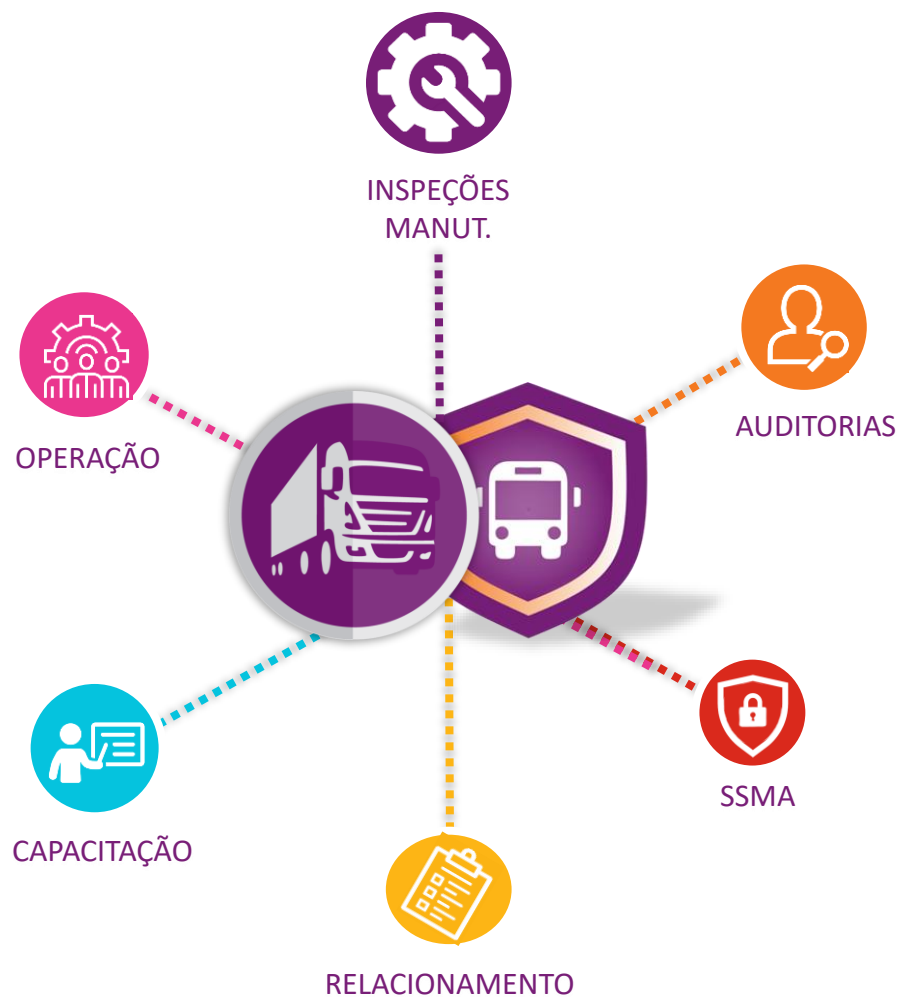 INSPEÇÕES
MANUT.
AUDITORIAS
OPERAÇÃO
SSMA
CAPACITAÇÃO
RELACIONAMENTO